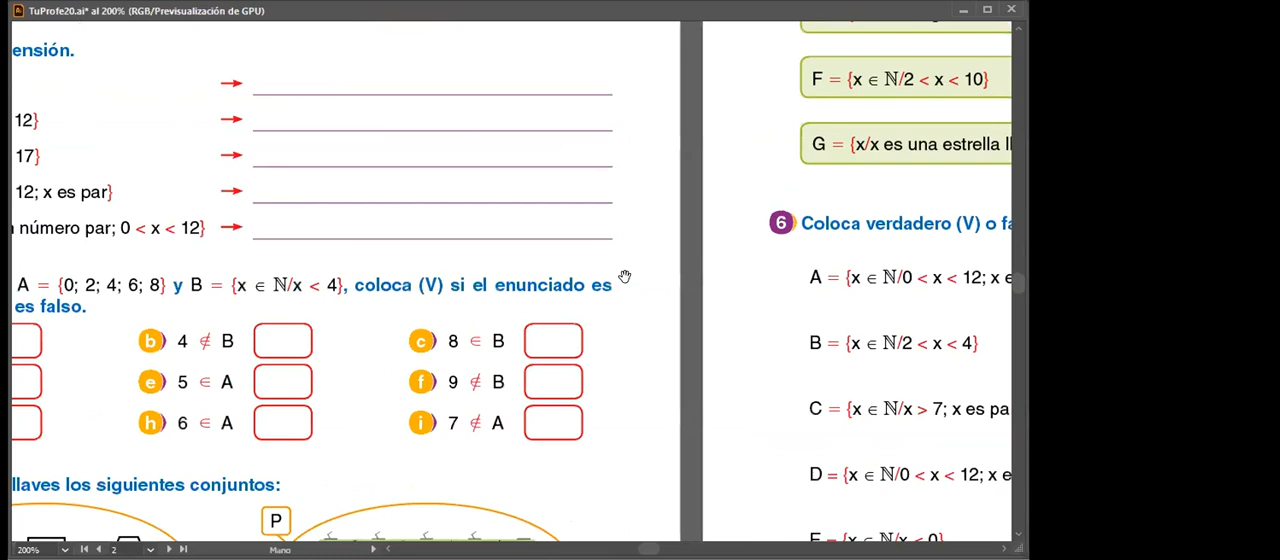 TuProfe20.ai* al 200% (RGB/Previsualización de GPU)
ensión.
12}
17}
12; x es par}
número par; 0 < x < 12}
A = {0; 2; 4; 6; 8} y B = {x ∈ ℕ/x < 4}, coloca (V) si el enunciado es
es falso.
b) 4 ∉ B
c) 8 ∈ B
e) 5 ∈ A
f) 9 ∉ B
h) 6 ∈ A
i) 7 ∉ A
llaves los siguientes conjuntos:
P
F = {x ∈ ℕ/2 < x < 10}
G = {x/x es una estrella
6 Coloca verdadero (V) o
A = {x ∈ ℕ/0 < x < 12; x
B = {x ∈ ℕ/2 < x < 4}
C = {x ∈ ℕ/x > 7; x es pa
D = {x ∈ ℕ/0 < x < 12; x
E = {x ∈ ℕ/x < 0}
200%
2
Mano